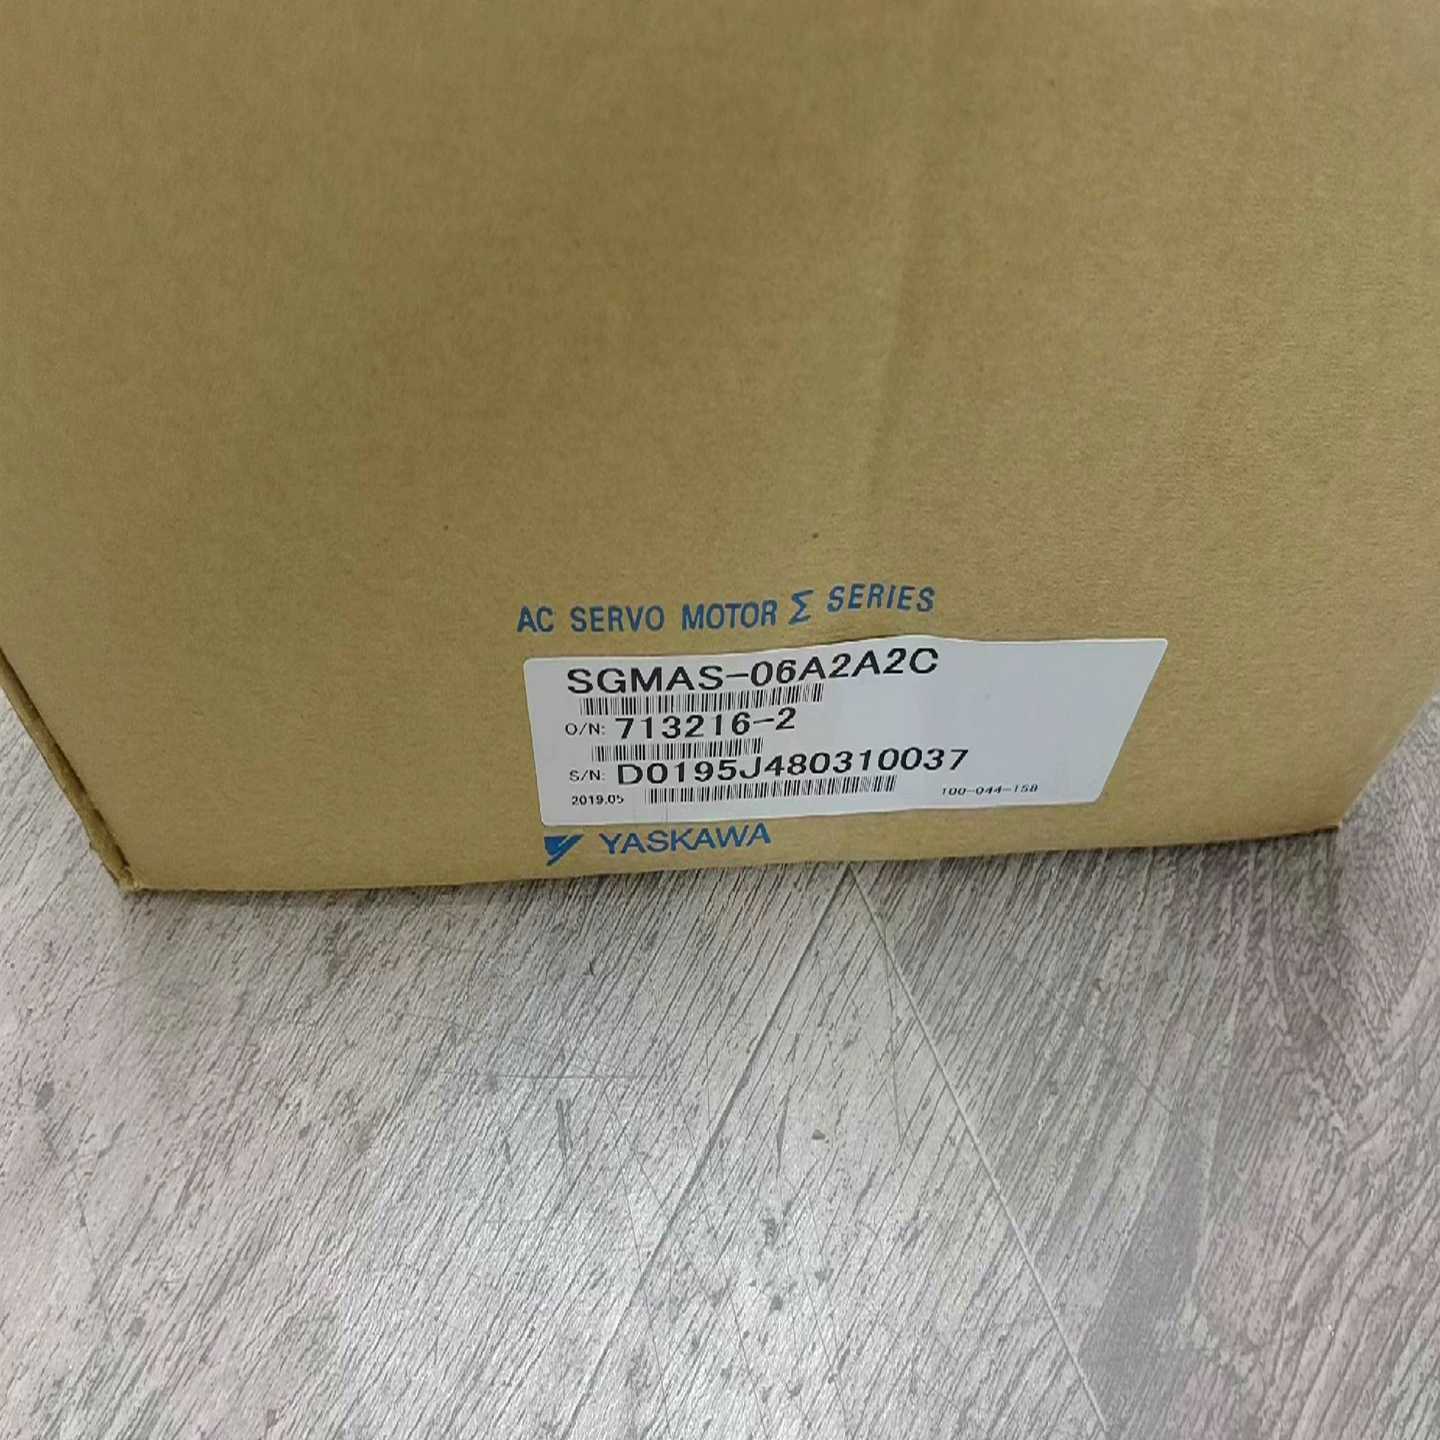 AC SERVO MOTOR Σ SERIES
SGMAS-06A2A2C
O/N: 713216-2
S/N: D0195J480310037
2019.05
100-044-158
YASKAWA